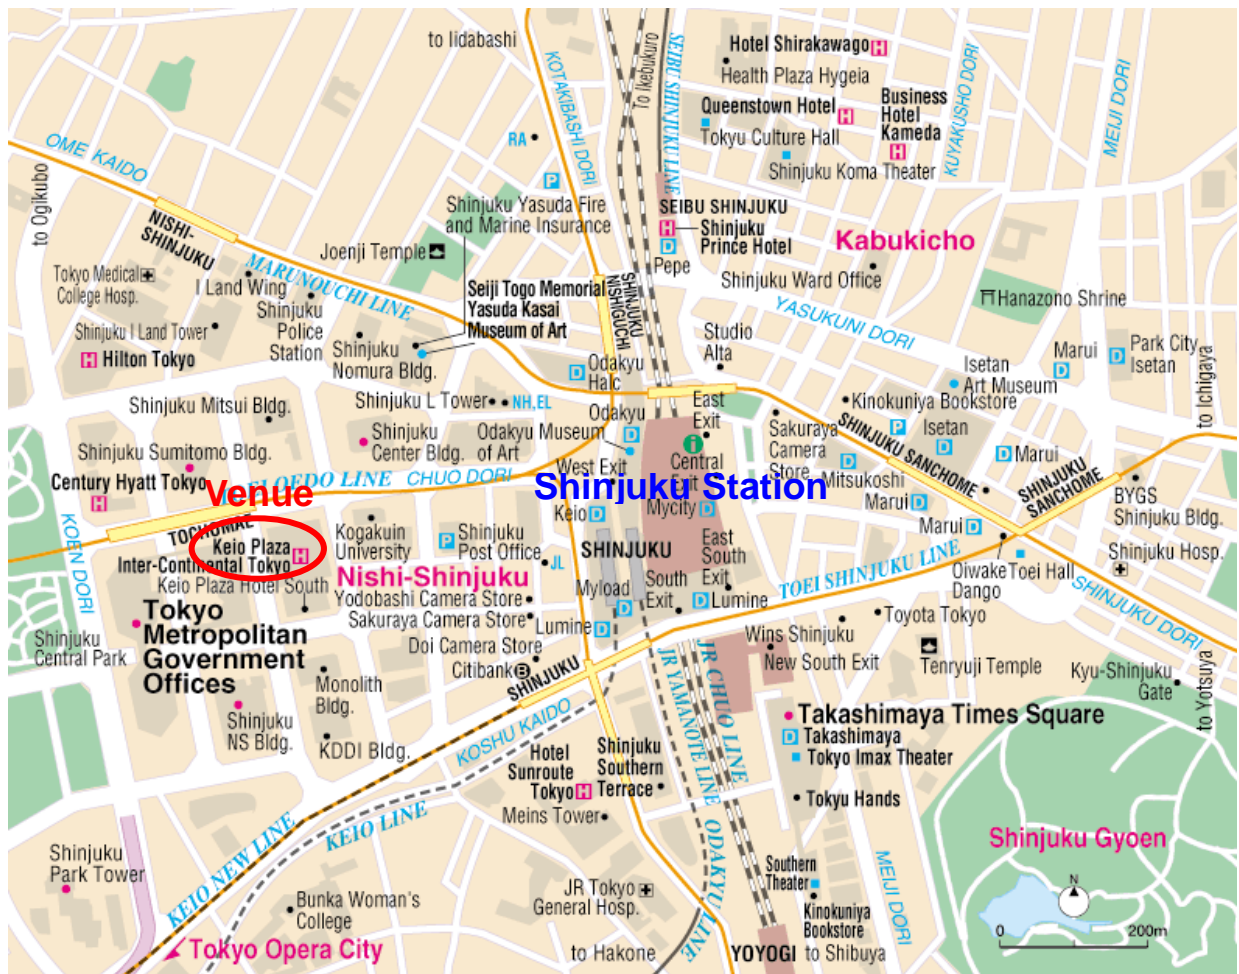 to Iidabashi
KOTAKIBASHI DORI
To Ikebukuro
SEIBU SHINJUKU LINE
Hotel Shirakawago H
Health Plaza Hygeia
Queenstown Hotel H
Tokyu Culture Hall
Business
Hotel
Kameda
H
Shinjuku Koma Theater
KUYAKUSHO DORI
MEIJI DORI
OME KAIDO
to Ogikubo
RA
P
NISHI-
SHINJUKU
Shinjuku Yasuda Fire
and Marine Insurance
SEIBU SHINJUKU
H Shinjuku
Prince Hotel
D
Pepe
Kabukicho
Shinjuku Ward Office
Joenji Temple
Tokyo Medical
College Hosp.
I Land Wing
MARUNOUCHI LINE
Shinjuku
Police
Station
Seiji Togo Memorial
Yasuda Kasai
Museum of Art
SHINJUKU
NISHIGUCHI
Hanazono Shrine
YASUKUNI DORI
Shinjuku I Land Tower
H Hilton Tokyo
Shinjuku
Nomura Bldg.
Studio
Alta
D Odakyu
Halc
Isetan
Art Museum
Marui
D
Park City
D Isetan
to Ichigaya
Shinjuku Mitsui Bldg.
Shinjuku L Tower
NH,EL
Odakyu
D
East
Exit
Kinokuniya Bookstore
P
Isetan
D
SHINJUKU SANCHOME
Shinjuku
Center Bldg.
Odakyu Museum
of Art
Sakuraya
Camera
Store
D
Mitsukoshi
D Marui
SHINJUKU
SANCHOME
Shinjuku Sumitomo Bldg.
Century Hyatt Tokyo
H
OEDO LINE
CHUO DORI
West Exit
i
Central
Exit
Venue
Shinjuku Station
Mycity D
Marui D
Marui D
BYGS
Shinjuku Bldg.
KOEN DORI
TOCHOMAE
Keio Plaza
Inter-Continental Tokyo
H
Keio Plaza Hotel South
Kogakuin
University
P Shinjuku
Post Office
Keio D
SHINJUKU
East
South
Exit
JL
Nishi-Shinjuku
Yodobashi Camera Store
Sakuraya Camera Store
Doi Camera Store
Citibank B
Myload
D
Lumine D
South
Exit
D Lumine
TOEI SHINJUKU LINE
Oiwake
Dango
Toei Hall
Shinjuku Hosp.
SHINJUKU DORI
Toyota Tokyo
Wins Shinjuku
New South Exit
Tenryuji Temple
Kyu-Shinjuku
Gate
to Yotsuya
Tokyo
Metropolitan
Government
Offices
Shinjuku
Central Park
Monolith
Bldg.
Shinjuku
NS Bldg.
KDDI Bldg.
SHINJUKU
KOSHU KAIDO
JR CHUO LINE
JR YAMANOTE LINE
ODAKYU LINE
Takashimaya Times Square
D Takashimaya
Tokyo Imax Theater
Tokyu Hands
Hotel
Sunroute
Tokyo H
Shinjuku
Southern
Terrace
Meins Tower
KEIO NEW LINE
KEIO LINE
Shinjuku Gyoen
MEIJI DORI
Shinjuku
Park Tower
Bunka Woman's
College
JR Tokyo
General Hosp.
Southern
Theater
Kinokuniya
Bookstore
Tokyo Opera City
to Hakone
YOYOGI
to Shibuya
N
0
200m